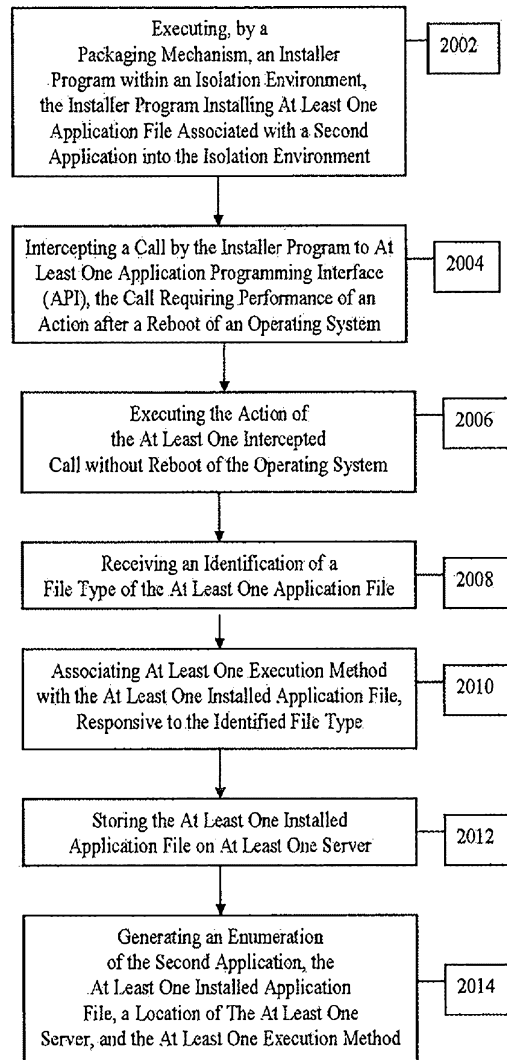 Executing, by a
Packaging Mechanism, an Installer
Program within an Isolation Environment,
the Installer Program Installing At Least One
Application File Associated with a Second
Application into the Isolation Environment
2002
Intercepting a Call by the Installer Program to At
Least One Application Programming Interface
(API), the Call Requiring Performance of an
Action after a Reboot of an Operating System
2004
Executing the Action of
the At Least One Intercepted
Call without Reboot of the Operating System
2006
Receiving an Identification of a
File Type of the At Least One Application File
2008
Associating At Least One Execution Method
with the At Least One Installed Application File,
Responsive to the Identified File Type
2010
Storing the At Least One Installed
Application File on At Least One Server
2012
Generating an Enumeration
of the Second Application, the
At Least One Installed Application
File, a Location of The At Least One
Server, and the At Least One Execution Method
2014